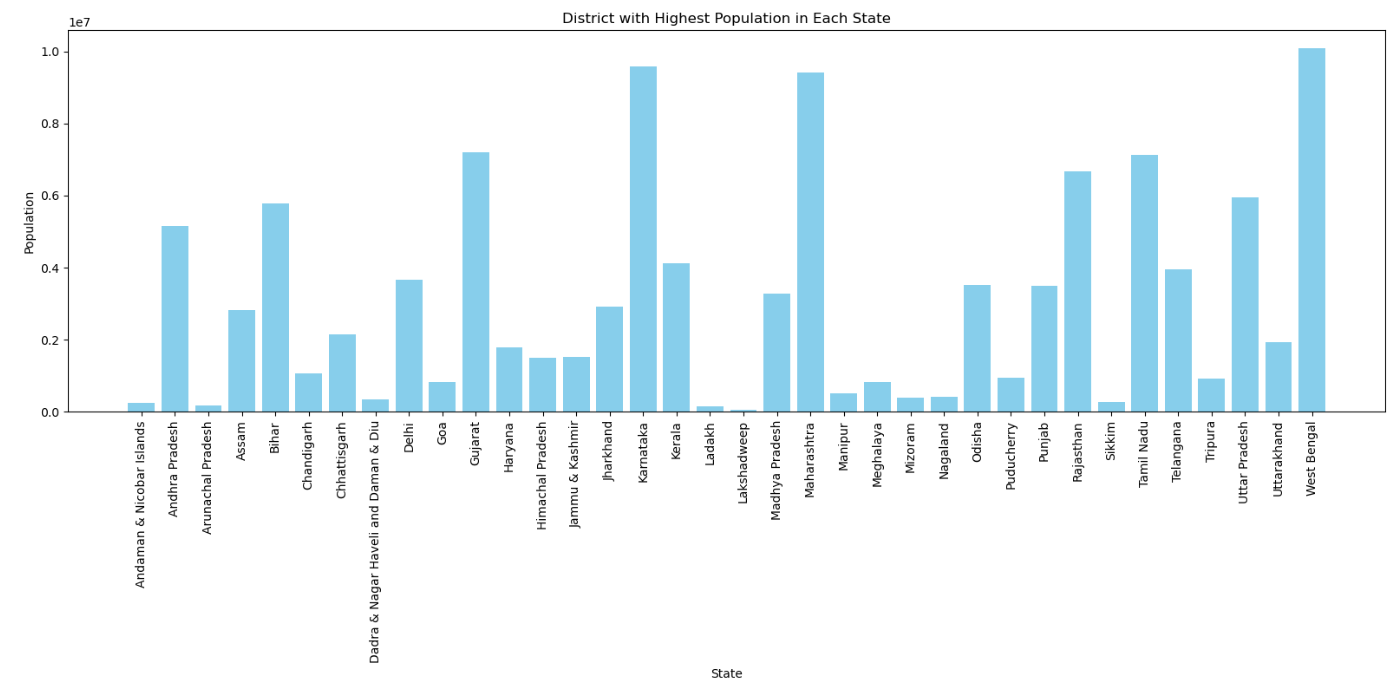 District with Highest Population in Each State
1e7
1.0
0.8
0.6
0.4
0.2
0.0
Population
Andaman & Nicobar Islands
Andhra Pradesh
Arunachal Pradesh
Assam
Bihar
Chandigarh
Chhattisgarh
Dadra & Nagar Haveli and Daman & Diu
Delhi
Goa
Gujarat
Haryana
Himachal Pradesh
Jammu & Kashmir
Jharkhand
Karnataka
Kerala
Ladakh
Lakshadweep
Madhya Pradesh
Maharashtra
Manipur
Meghalaya
Mizoram
Nagaland
Odisha
Puducherry
Punjab
Rajasthan
Sikkim
Tamil Nadu
Telangana
Tripura
Uttar Pradesh
Uttarakhand
West Bengal
State